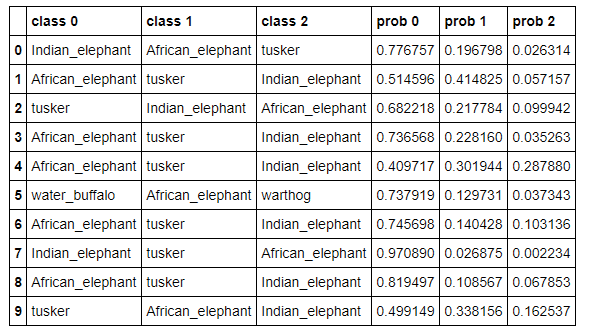 class 0 class 1 class 2 prob 0 prob 1 prob 2
0 Indian_elephant African_elephant tusker 0.776757 0.196798 0.026314
1 African_elephant tusker Indian_elephant 0.514596 0.414825 0.057157
2 tusker Indian_elephant African_elephant 0.682218 0.217784 0.099942
3 African_elephant tusker Indian_elephant 0.736568 0.228160 0.035263
4 African_elephant tusker Indian_elephant 0.409717 0.301944 0.287880
5 water_buffalo African_elephant warthog 0.737919 0.129731 0.037343
6 African_elephant tusker Indian_elephant 0.745698 0.140428 0.103136
7 Indian_elephant tusker African_elephant 0.970890 0.026875 0.002234
8 African_elephant tusker Indian_elephant 0.819497 0.108567 0.067853
9 tusker African_elephant Indian_elephant 0.499149 0.338156 0.162537